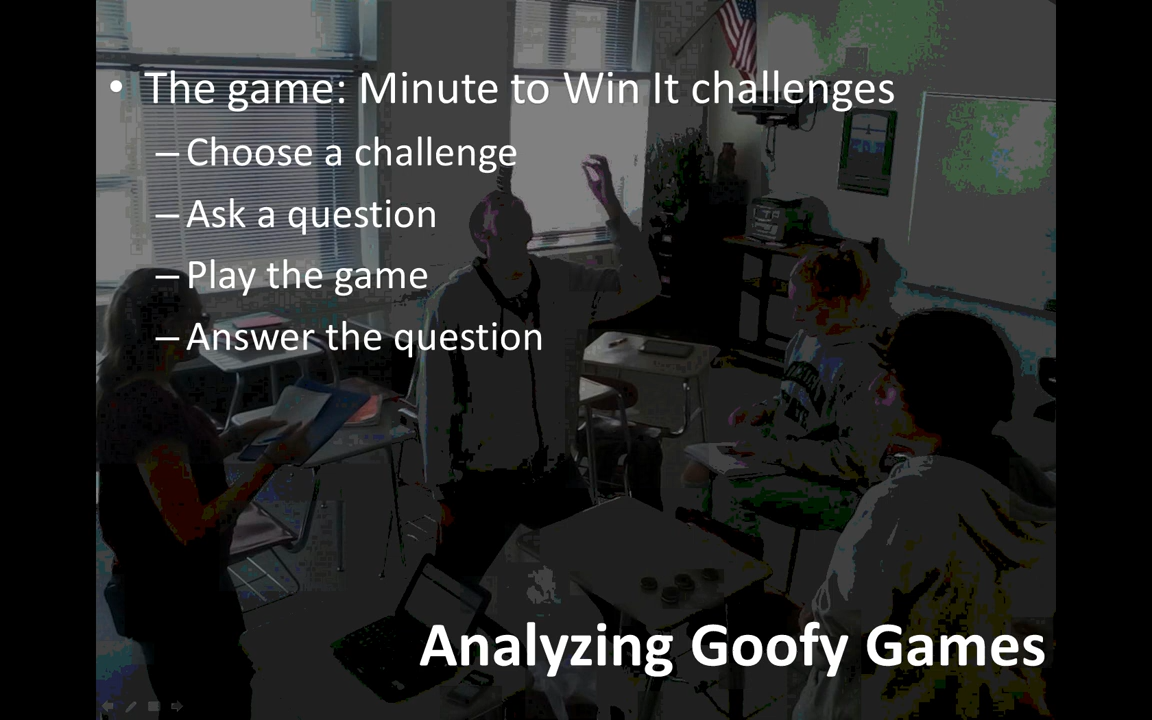 • The game: Minute to Win It challenges
– Choose a challenge
– Ask a question
– Play the game
– Answer the question
Analyzing Goofy Games